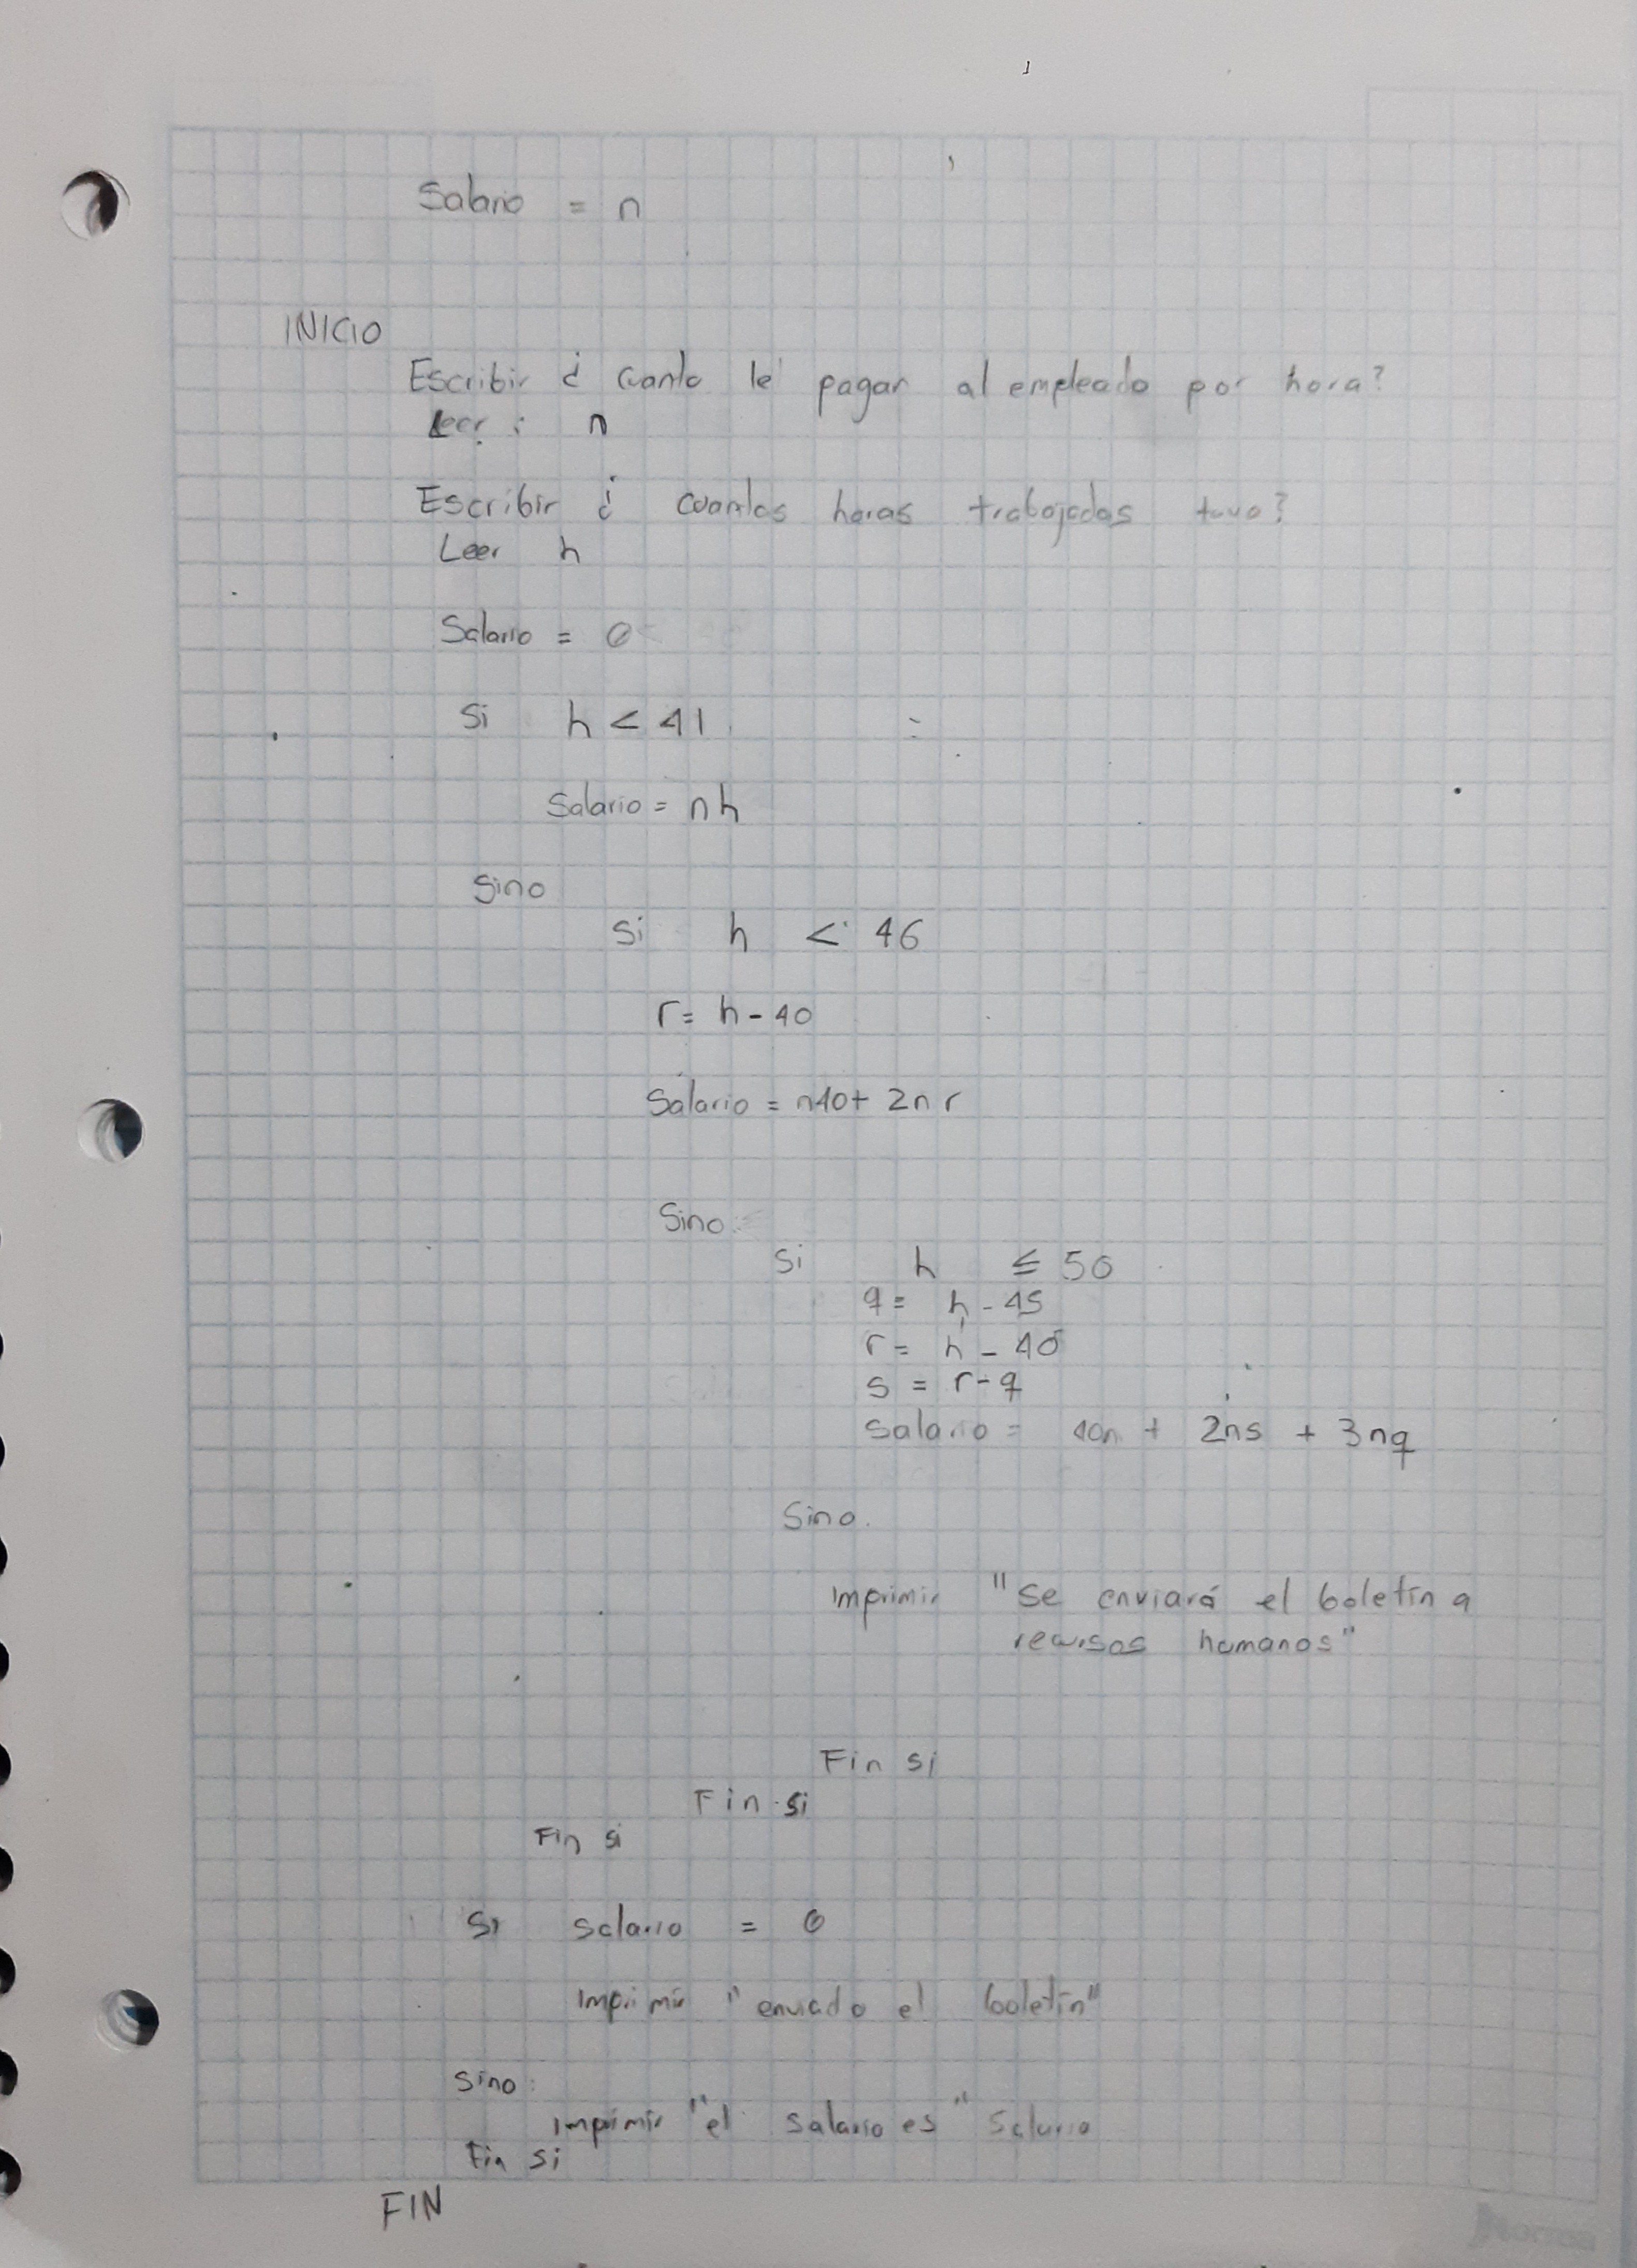 Salario = n
INICIO
Escribir ¿ cuanto le pagar al empleado por hora?
Leer : n
Escribir ¿ cuantas horas trabajadas tuvo?
Leer h
Salario = 0
Si h < 41
Salario = nh
Sino
Si h < 46
r = h - 40
Salario = n40 + 2nr
Sino
Si h ≤ 50
q = h - 45
r = h - 40
s = r - q
Salario = 40n + 2ns + 3nq
Sino.
Imprimir "Se enviará el boletín a
recursos humanos"
Fin si
Fin si
Fin si
Si salario = 0
Imprimir "enviado el boletín"
Sino:
Imprimir "el salario es" Salario
Fin si
FIN